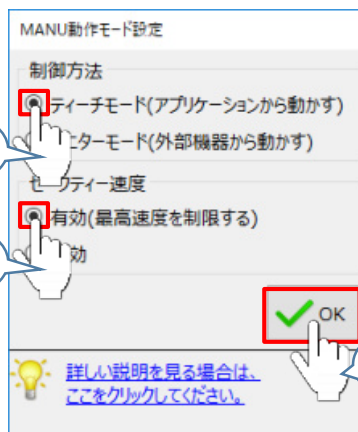 MANU動作モード設定
制御方法
ティーチモード(アプリケーションから動かす)
ターモード(外部機器から動かす)
セーフティー速度
有効(最高速度を制限する)
効
OK
詳しい説明を見る場合は、
ここをクリックしてください。